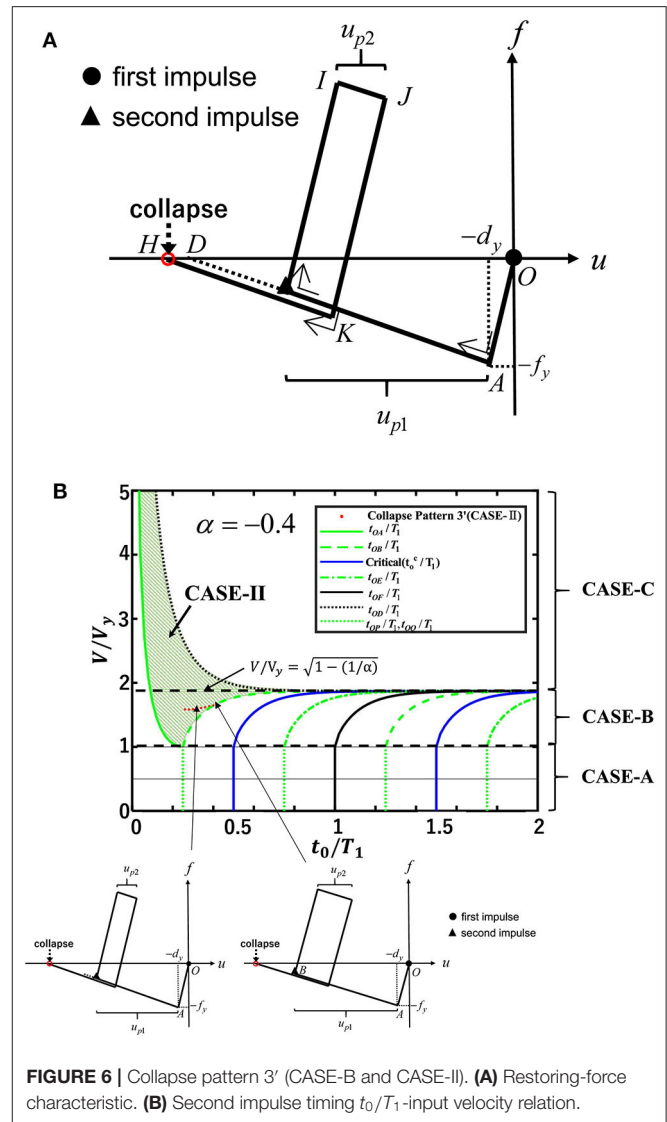 A
u_{p2}
f
● first impulse
▲ second impulse
I
J
collapse
H
D
-d_y
O
u
K
A
-f_y
u_{p1}
B
5
4
3
2
1
0
V/V_y
α = -0.4
CASE-II
V/V_y = \sqrt{1 - (1/α)}
Collapse Pattern 3'(CASE-Ⅱ)
t_{OA}/T_1
t_{OB}/T_1
Critical(t_o^c/T_1)
t_{OE}/T_1
t_{OF}/T_1
t_{OD}/T_1
t_{OP}/T_1, t_{OQ}/T_1
CASE-C
CASE-B
CASE-A
0 0.5 1 1.5 2
t_0/T_1
u_{p2}
f
collapse
-d_y
O
u
A
-f_y
u_{p1}
u_{p2}
f
collapse
B
-d_y
O
u
A
-f_y
u_{p1}
● first impulse
▲ second impulse
FIGURE 6 | Collapse pattern 3′ (CASE-B and CASE-II). (A) Restoring-force
characteristic. (B) Second impulse timing t_0/T_1-input velocity relation.